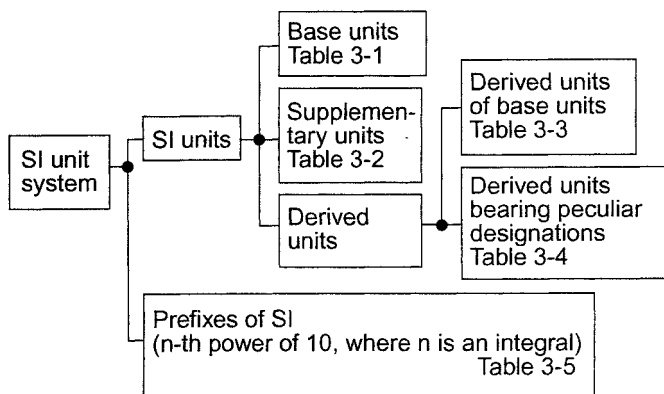 SI unit
system
SI units
Base units
Table 3-1
Supplemen-
tary units
Table 3-2
Derived
units
Derived units
of base units
Table 3-3
Derived units
bearing peculiar
designations
Table 3-4
Prefixes of SI
(n-th power of 10, where n is an integral)
Table 3-5